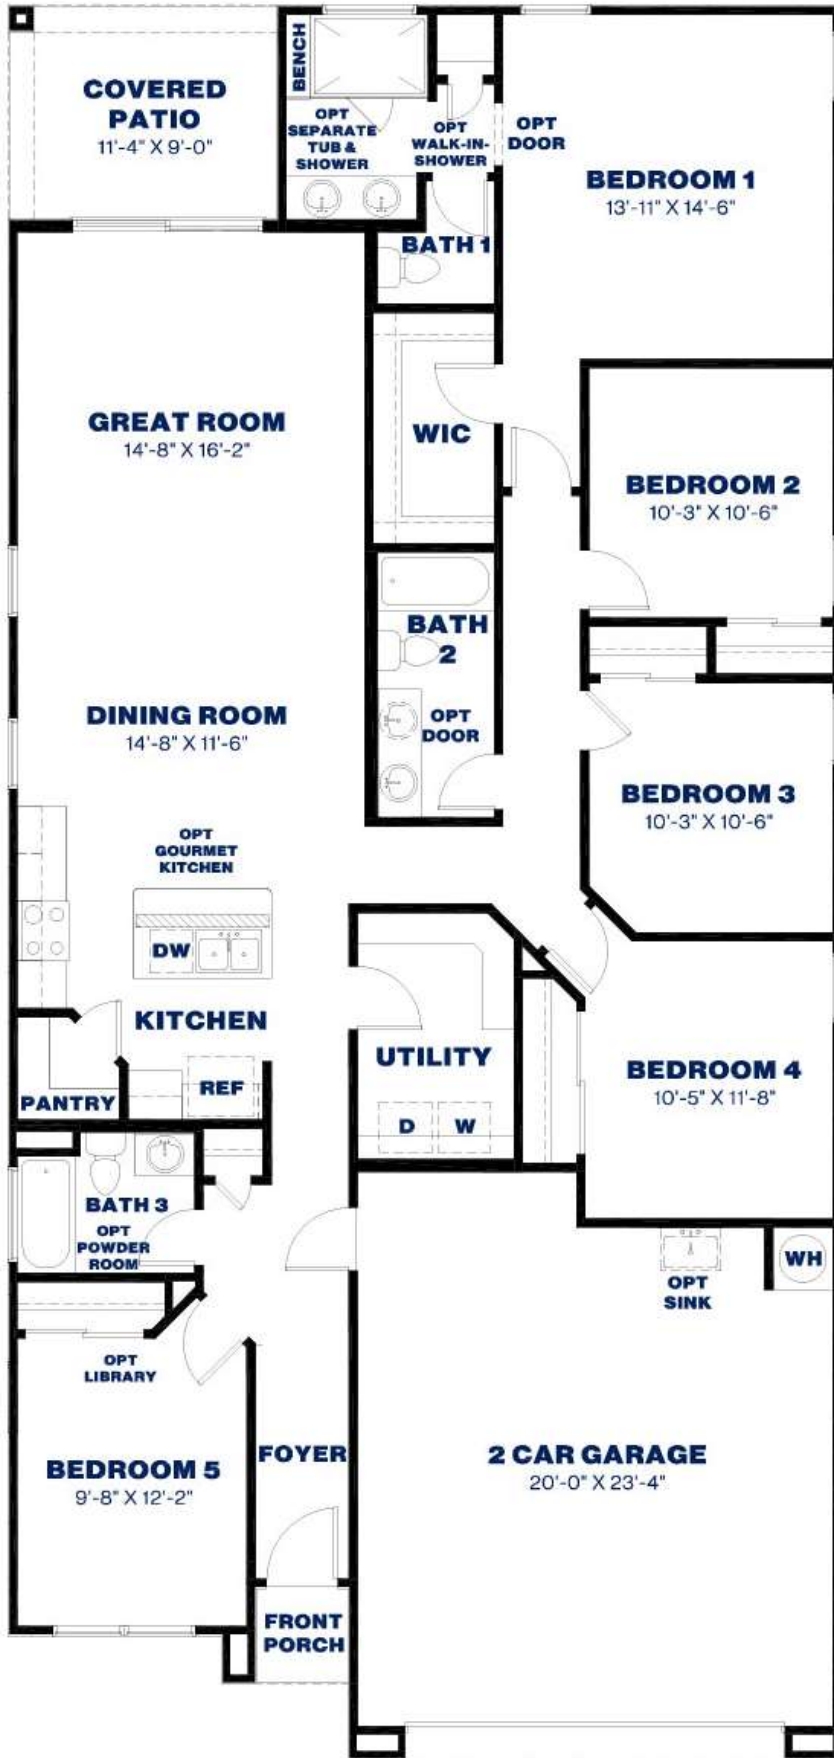 COVERED
PATIO
11'-4" X 9'-0"
BENCH
OPT
SEPARATE
TUB &
SHOWER
OPT
WALK-IN-
SHOWER
OPT
DOOR
BEDROOM 1
13'-11" X 14'-6"
BATH 1
GREAT ROOM
14'-8" X 16'-2"
WIC
BEDROOM 2
10'-3" X 10'-6"
BATH
2
OPT
DOOR
DINING ROOM
14'-8" X 11'-6"
BEDROOM 3
10'-3" X 10'-6"
OPT
GOURMET
KITCHEN
DW
KITCHEN
UTILITY
BEDROOM 4
10'-5" X 11'-8"
PANTRY
REF
D
W
BATH 3
OPT
POWDER
ROOM
OPT
SINK
WH
OPT
LIBRARY
BEDROOM 5
9'-8" X 12'-2"
FOYER
2 CAR GARAGE
20'-0" X 23'-4"
FRONT
PORCH